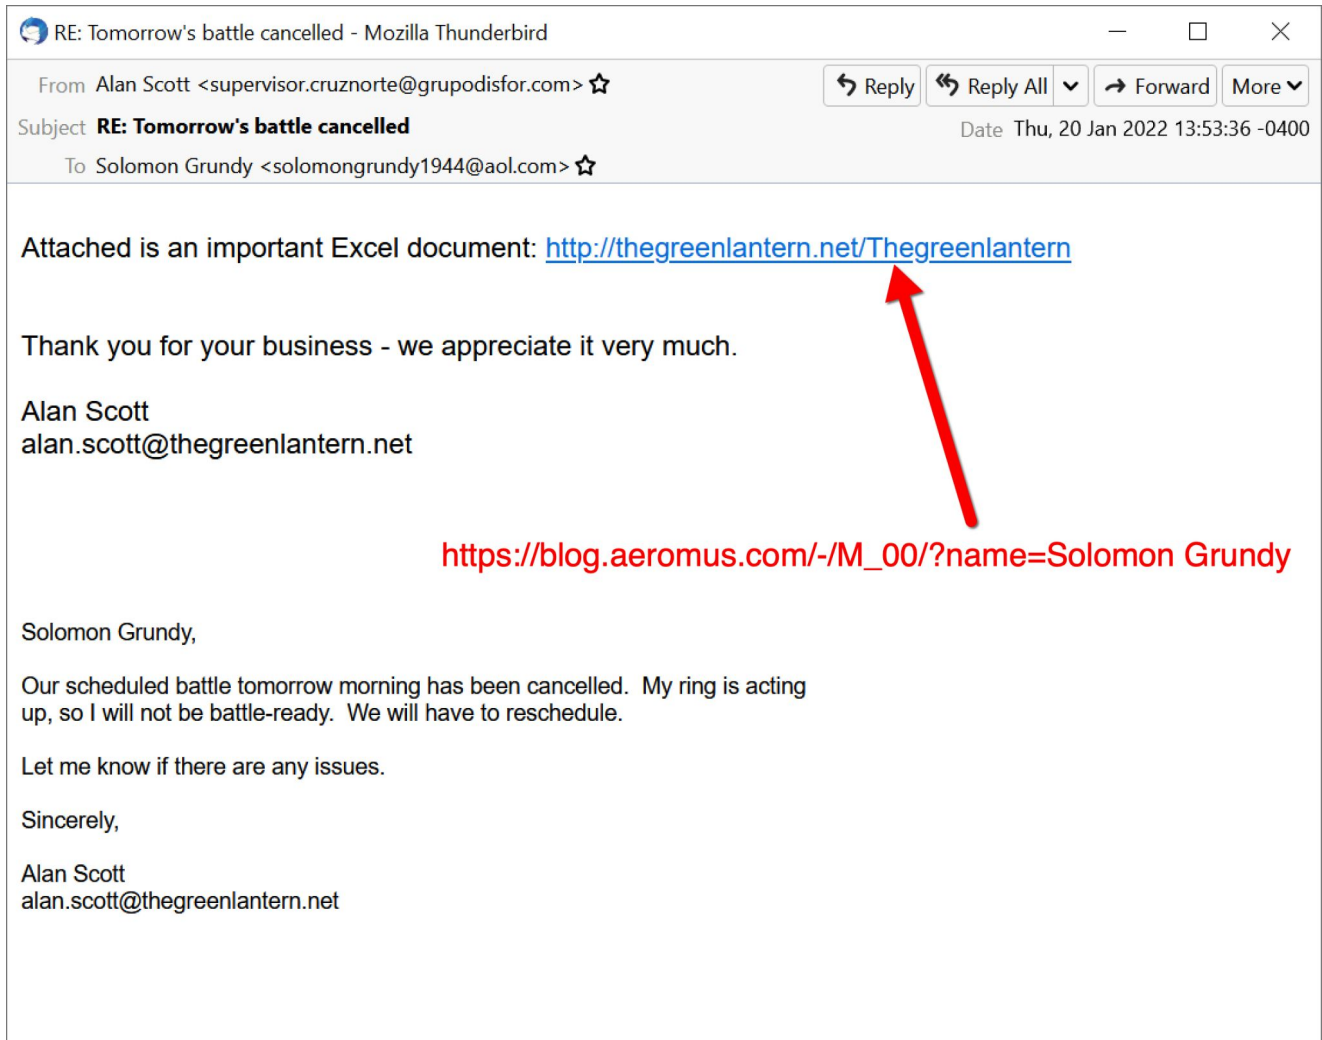 RE: Tomorrow's battle cancelled - Mozilla Thunderbird
From Alan Scott <supervisor.cruznorte@grupodisfor.com> Reply Reply All Forward More
Subject RE: Tomorrow's battle cancelled Date Thu, 20 Jan 2022 13:53:36 -0400
To Solomon Grundy <solomongrundy1944@aol.com>
Attached is an important Excel document: http://thegreenlantern.net/Thegreenlantern
Thank you for your business - we appreciate it very much.
Alan Scott
alan.scott@thegreenlantern.net
https://blog.aeromus.com/-/M_00/?name=Solomon Grundy
Solomon Grundy,
Our scheduled battle tomorrow morning has been cancelled.  My ring is acting
up, so I will not be battle-ready.  We will have to reschedule.
Let me know if there are any issues.
Sincerely,
Alan Scott
alan.scott@thegreenlantern.net